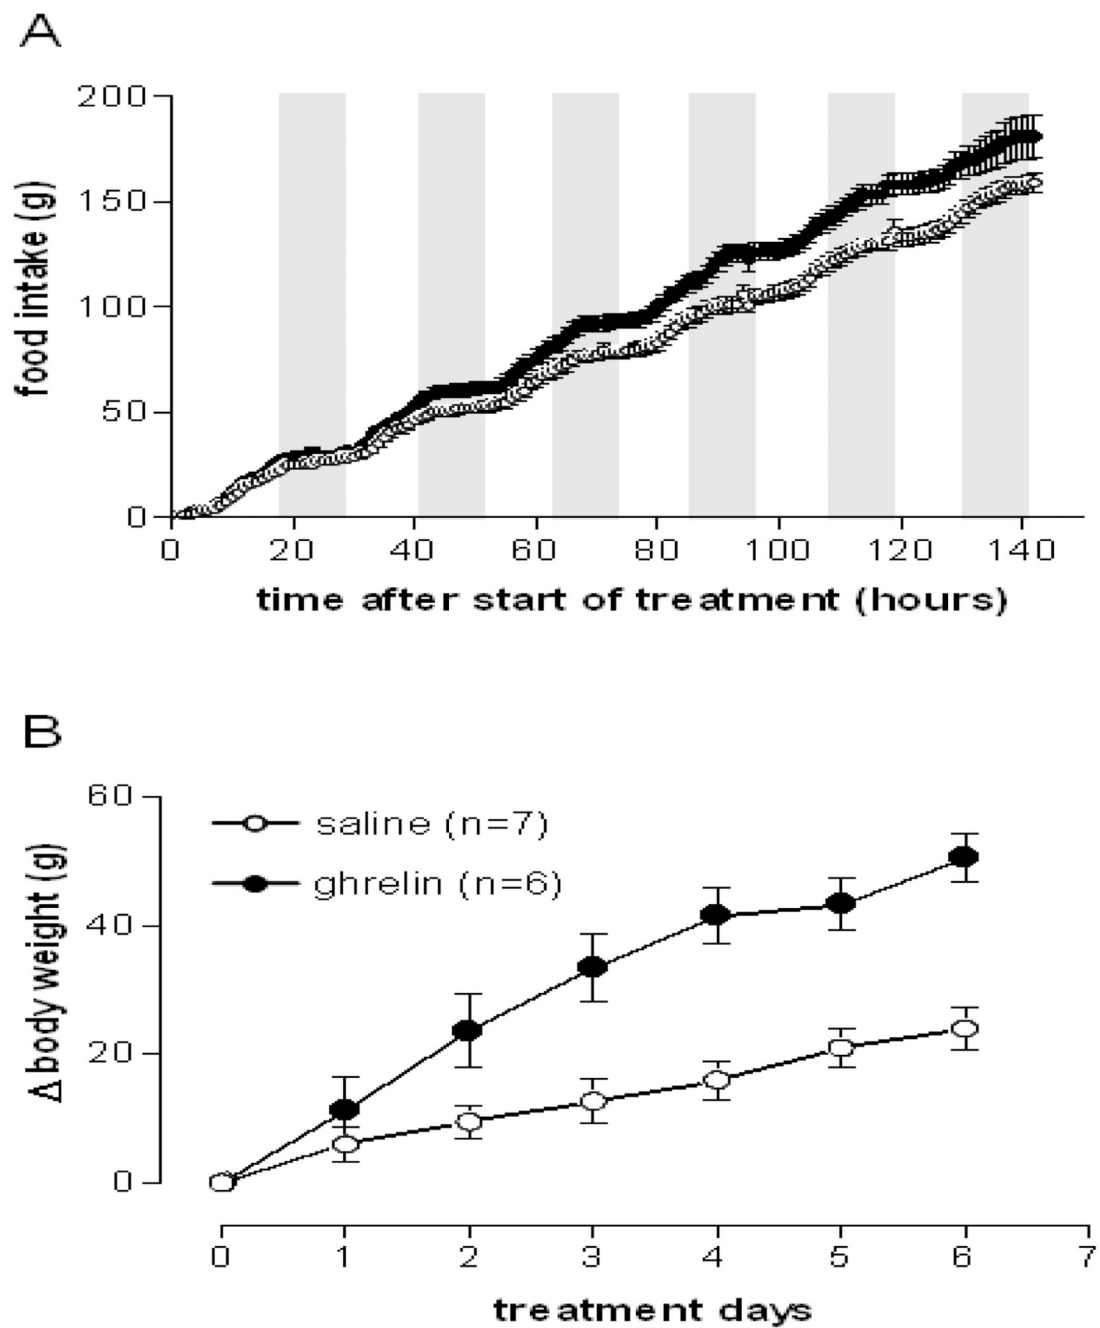 A
200
150
100
50
0
food intake (g)
0 20 40 60 80 100 120 140
time after start of treatment (hours)
B
60
40
20
0
Δ body weight (g)
saline (n=7)
ghrelin (n=6)
0 1 2 3 4 5 6 7
treatment days